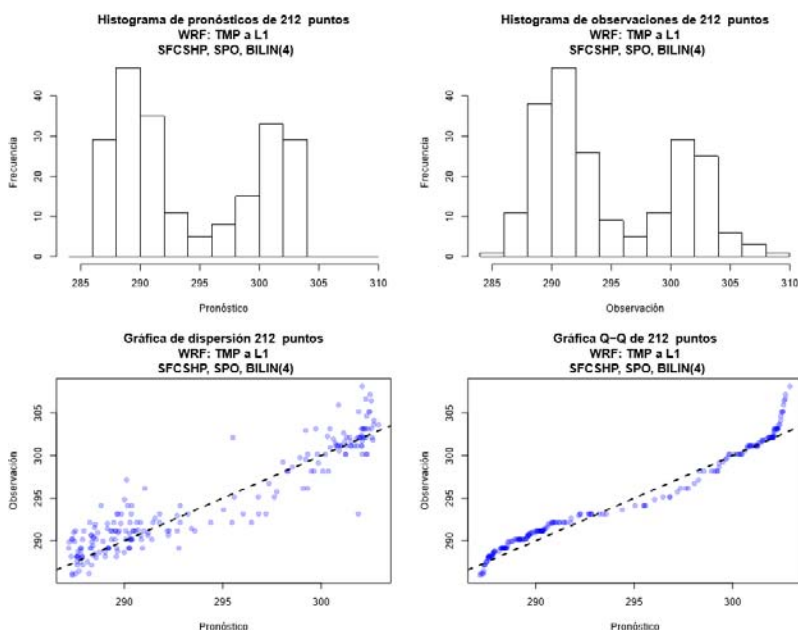 Histograma de pronósticos de 212 puntos
WRF: TMP a L1
SFCSHP, SPO, BILIN(4)
Frecuencia
40
30
20
10
0
285 290 295 300 305 310
Pronóstico
Histograma de observaciones de 212 puntos
WRF: TMP a L1
SFCSHP, SPO, BILIN(4)
Frecuencia
40
30
20
10
0
285 290 295 300 305 310
Observación
Gráfica de dispersión 212 puntos
WRF: TMP a L1
SFCSHP, SPO, BILIN(4)
Observación
305
300
295
290
290 295 300
Pronóstico
Gráfica Q-Q de 212 puntos
WRF: TMP a L1
SFCSHP, SPO, BILIN(4)
Observación
305
300
295
290
290 295 300
Pronóstico